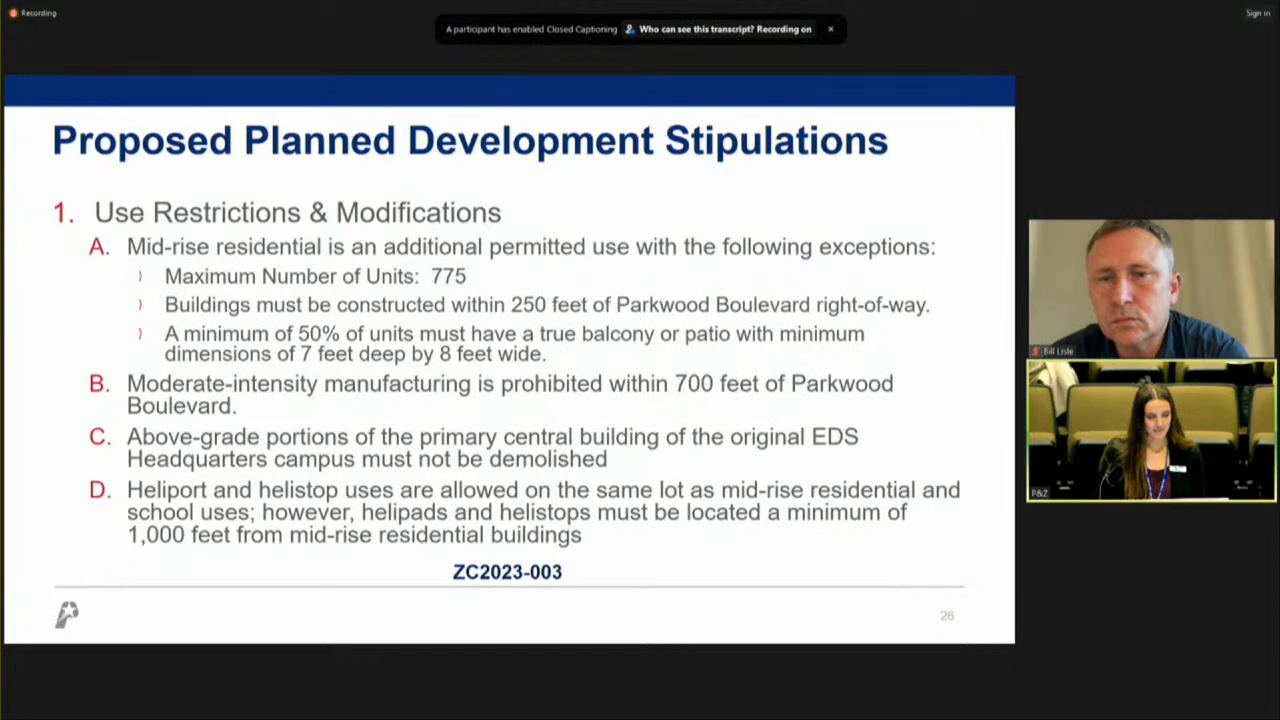 Recording
Sign in
A participant has enabled Closed Captioning Who can see this transcript? Recording on ×
Proposed Planned Development Stipulations
1. Use Restrictions & Modifications
A. Mid-rise residential is an additional permitted use with the following exceptions:
Maximum Number of Units: 775
Buildings must be constructed within 250 feet of Parkwood Boulevard right-of-way.
A minimum of 50% of units must have a true balcony or patio with minimum
dimensions of 7 feet deep by 8 feet wide.
B. Moderate-intensity manufacturing is prohibited within 700 feet of Parkwood
Boulevard.
C. Above-grade portions of the primary central building of the original EDS
Headquarters campus must not be demolished
D. Heliport and helistop uses are allowed on the same lot as mid-rise residential and
school uses; however, helipads and helistops must be located a minimum of
1,000 feet from mid-rise residential buildings
ZC2023-003
26
Bill Lisle
P&Z